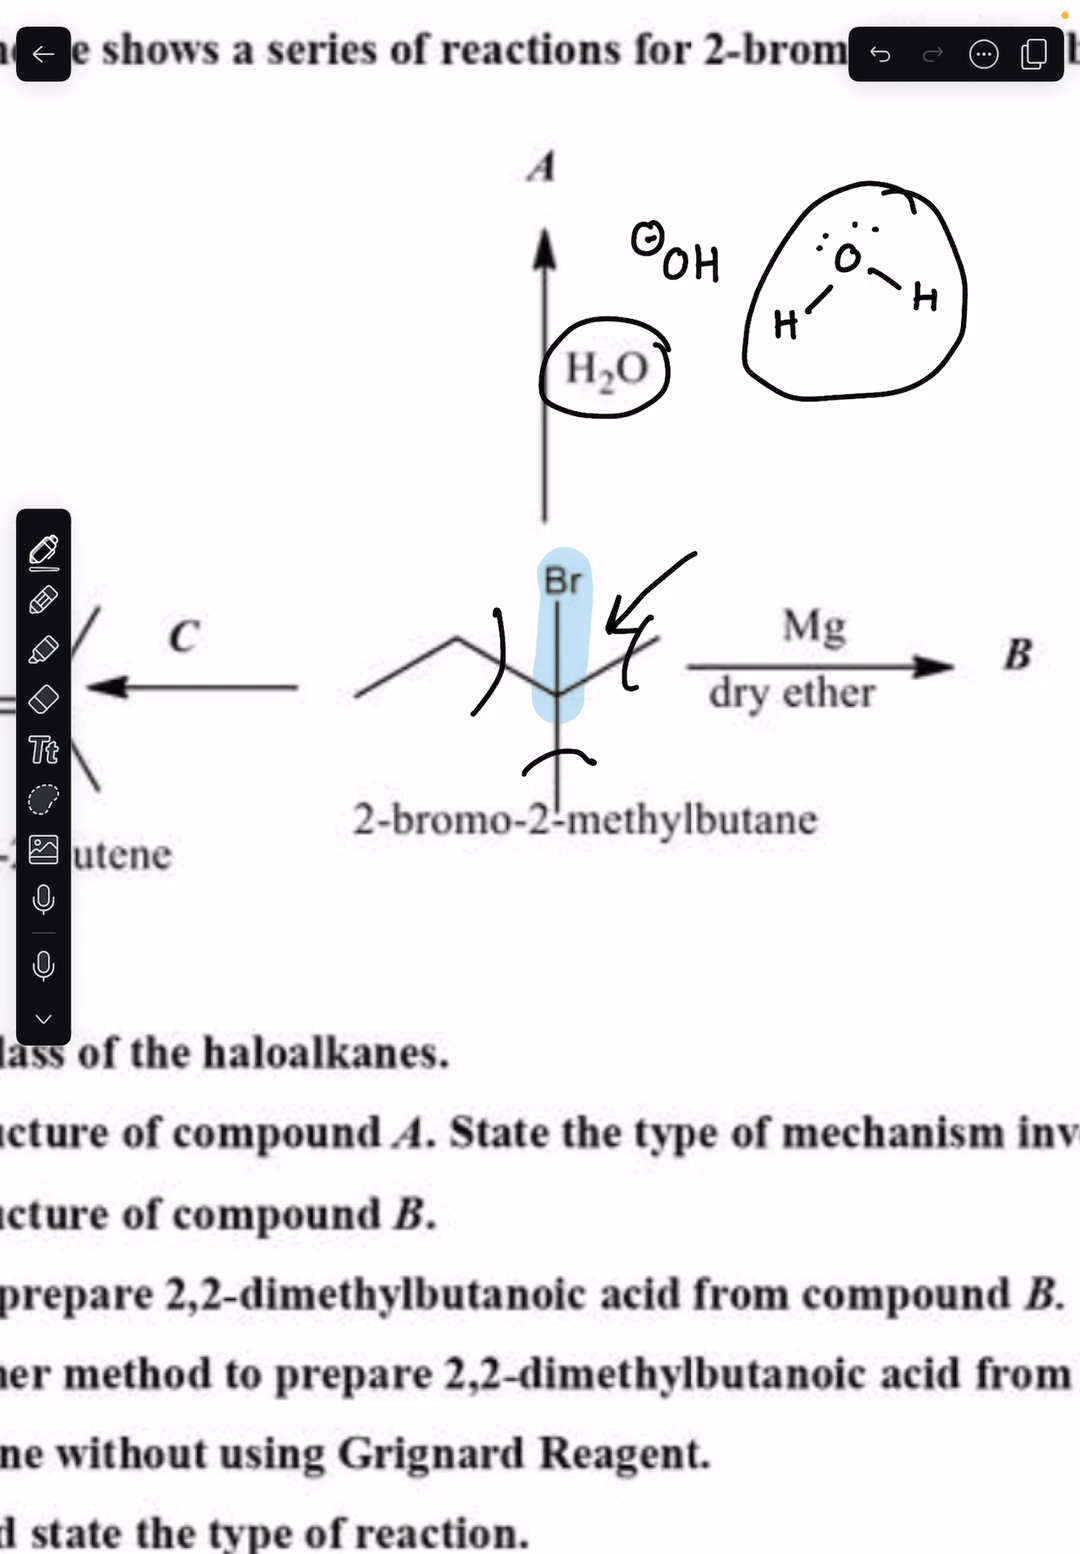 e shows a series of reactions for 2-brom
A
⊖OH
O
H H
H₂O
Br
C
Mg
B
dry ether
Tt
2-bromo-2-methylbutane
utene
lass of the haloalkanes.
ucture of compound A. State the type of mechanism inv
ucture of compound B.
prepare 2,2-dimethylbutanoic acid from compound B.
her method to prepare 2,2-dimethylbutanoic acid from
ne without using Grignard Reagent.
d state the type of reaction.